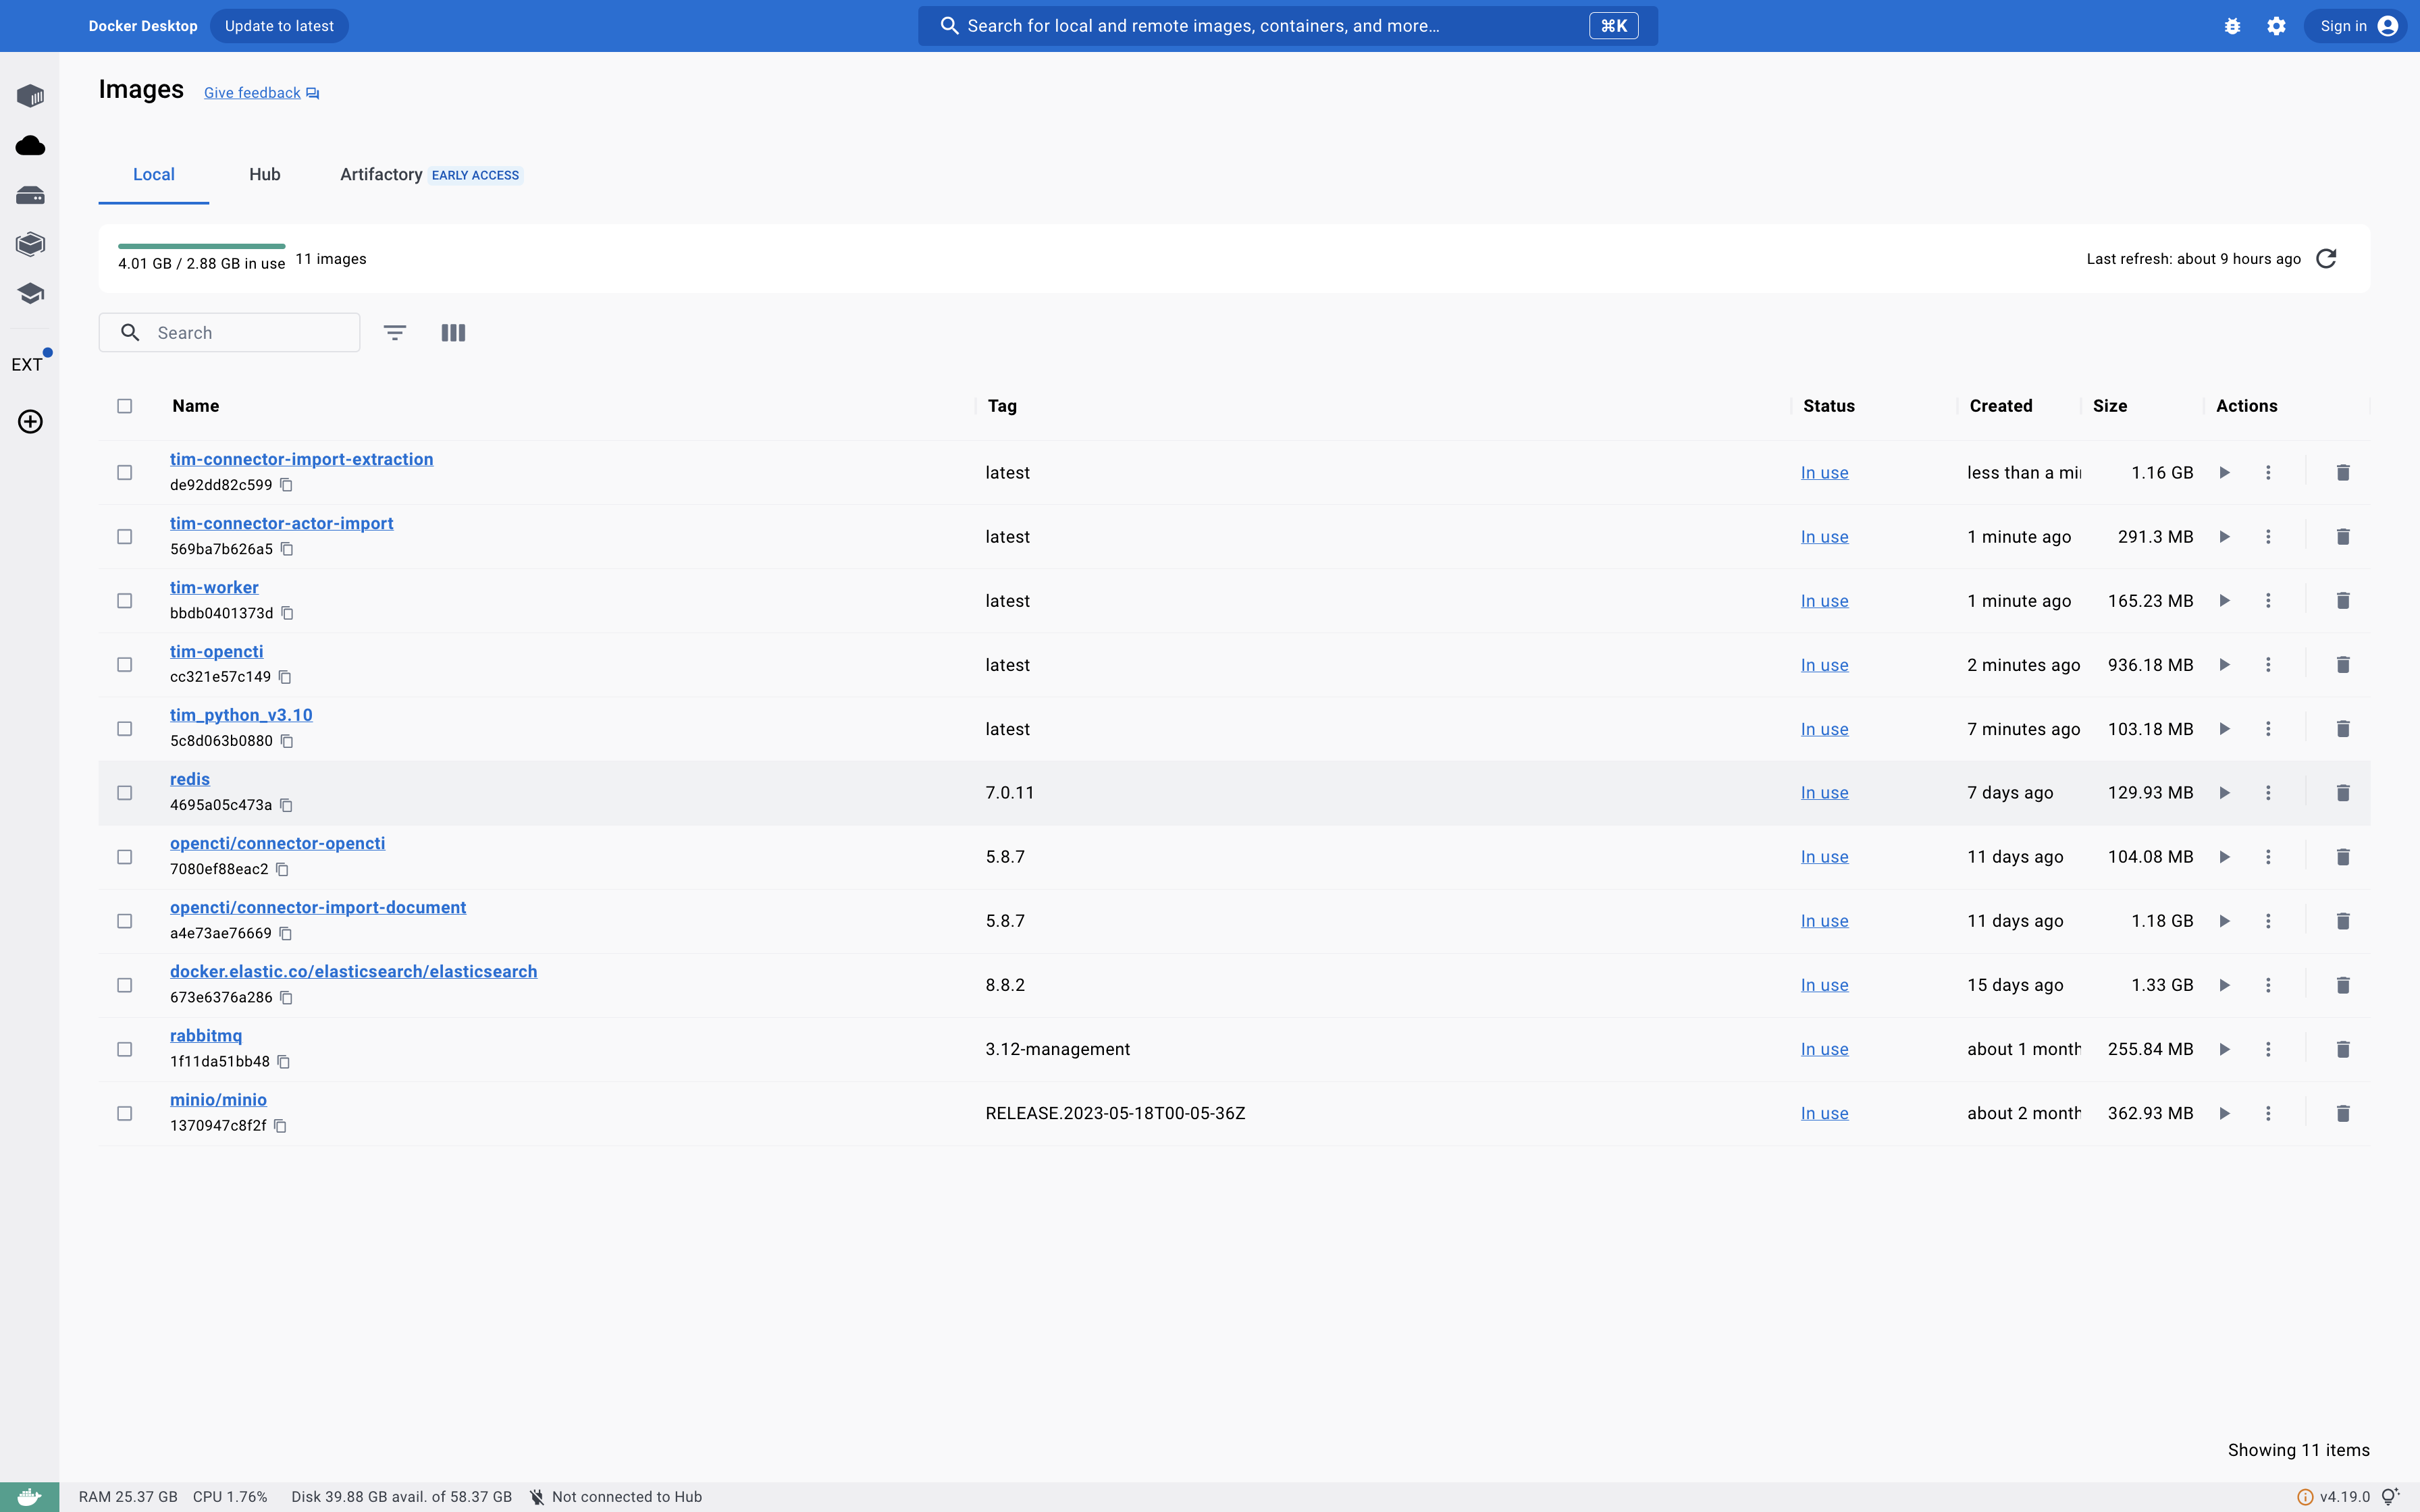 Docker Desktop Update to latest Search for local and remote images, containers, and more... ⌘K Sign in
Images Give feedback
Local Hub Artifactory EARLY ACCESS
4.01 GB / 2.88 GB in use 11 images Last refresh: about 9 hours ago
Search
EXT
Name Tag Status Created Size Actions
tim-connector-import-extraction
de92dd82c599
latest In use less than a mi 1.16 GB
tim-connector-actor-import
569ba7b626a5
latest In use 1 minute ago 291.3 MB
tim-worker
bbdb0401373d
latest In use 1 minute ago 165.23 MB
tim-opencti
cc321e57c149
latest In use 2 minutes ago 936.18 MB
tim_python_v3.10
5c8d063b0880
latest In use 7 minutes ago 103.18 MB
redis
4695a05c473a
7.0.11 In use 7 days ago 129.93 MB
opencti/connector-opencti
7080ef88eac2
5.8.7 In use 11 days ago 104.08 MB
opencti/connector-import-document
a4e73ae76669
5.8.7 In use 11 days ago 1.18 GB
docker.elastic.co/elasticsearch/elasticsearch
673e6376a286
8.8.2 In use 15 days ago 1.33 GB
rabbitmq
1f11da51bb48
3.12-management In use about 1 month 255.84 MB
minio/minio
1370947c8f2f
RELEASE.2023-05-18T00-05-36Z In use about 2 month 362.93 MB
Showing 11 items
RAM 25.37 GB CPU 1.76% Disk 39.88 GB avail. of 58.37 GB Not connected to Hub v4.19.0